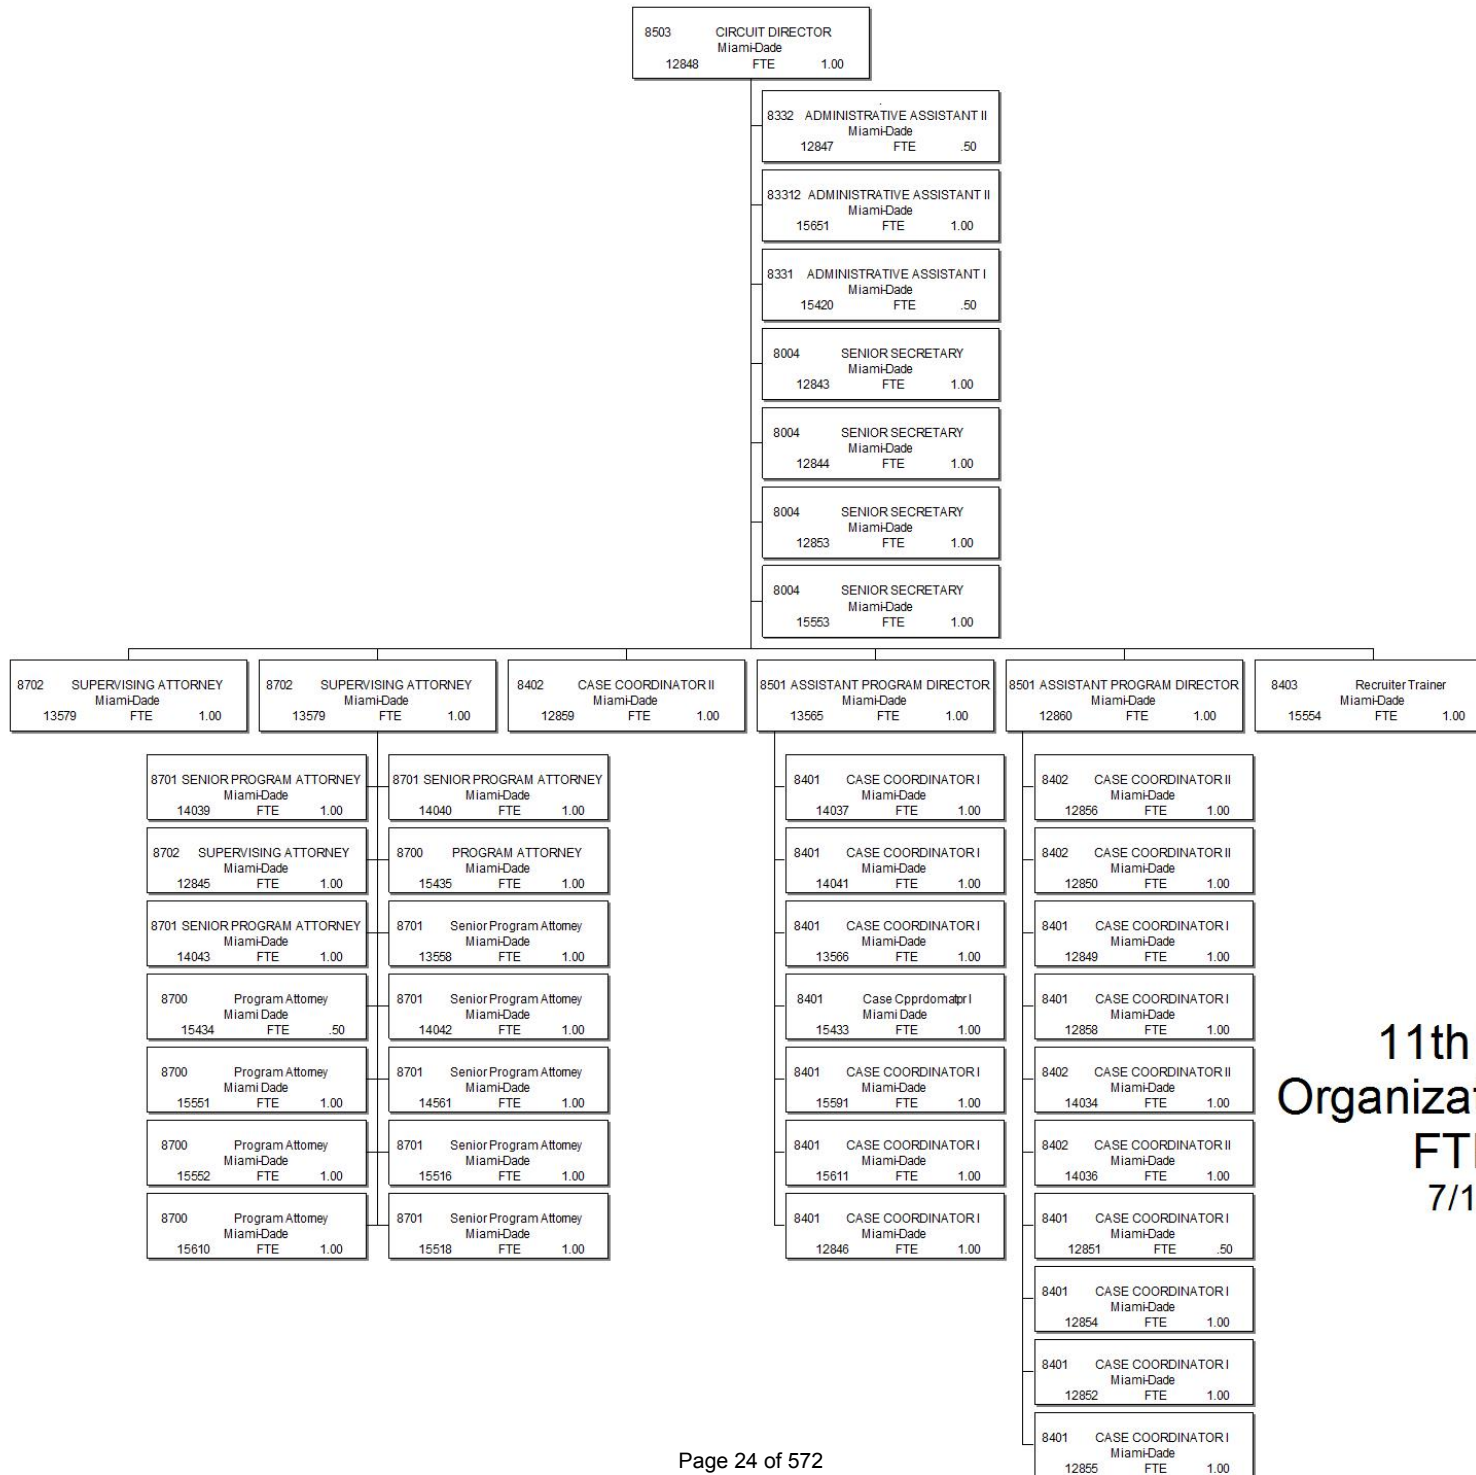 8503 CIRCUIT DIRECTOR
Miami-Dade
12848 FTE 1.00
8332 ADMINISTRATIVE ASSISTANT II
Miami-Dade
12847 FTE .50
83312 ADMINISTRATIVE ASSISTANT II
Miami-Dade
15651 FTE 1.00
8331 ADMINISTRATIVE ASSISTANT I
Miami-Dade
15420 FTE .50
8004 SENIOR SECRETARY
Miami-Dade
12843 FTE 1.00
8004 SENIOR SECRETARY
Miami-Dade
12844 FTE 1.00
8004 SENIOR SECRETARY
Miami-Dade
12853 FTE 1.00
8004 SENIOR SECRETARY
Miami-Dade
15553 FTE 1.00
8702 SUPERVISING ATTORNEY
Miami-Dade
13579 FTE 1.00
8702 SUPERVISING ATTORNEY
Miami-Dade
13579 FTE 1.00
8402 CASE COORDINATOR II
Miami-Dade
12859 FTE 1.00
8501 ASSISTANT PROGRAM DIRECTOR
Miami-Dade
13565 FTE 1.00
8501 ASSISTANT PROGRAM DIRECTOR
Miami-Dade
12860 FTE 1.00
8403 Recruiter Trainer
Miami-Dade
15554 FTE 1.00
8701 SENIOR PROGRAM ATTORNEY
Miami-Dade
14039 FTE 1.00
8702 SUPERVISING ATTORNEY
Miami-Dade
12845 FTE 1.00
8701 SENIOR PROGRAM ATTORNEY
Miami-Dade
14043 FTE 1.00
8700 Program Attorney
Miami Dade
15434 FTE .50
8700 Program Attorney
Miami Dade
15551 FTE 1.00
8700 Program Attorney
Miami-Dade
15552 FTE 1.00
8700 Program Attorney
Miami-Dade
15610 FTE 1.00
8701 SENIOR PROGRAM ATTORNEY
Miami-Dade
14040 FTE 1.00
8700 PROGRAM ATTORNEY
Miami-Dade
15435 FTE 1.00
8701 Senior Program Attorney
Miami-Dade
13558 FTE 1.00
8701 Senior Program Attorney
Miami-Dade
14042 FTE 1.00
8701 Senior Program Attorney
Miami-Dade
14561 FTE 1.00
8701 Senior Program Attorney
Miami-Dade
15516 FTE 1.00
8701 Senior Program Attorney
Miami-Dade
15518 FTE 1.00
8401 CASE COORDINATOR I
Miami-Dade
14037 FTE 1.00
8401 CASE COORDINATOR I
Miami-Dade
14041 FTE 1.00
8401 CASE COORDINATOR I
Miami-Dade
13566 FTE 1.00
8401 Case Cpprdomatpr I
Miami Dade
15433 FTE 1.00
8401 CASE COORDINATOR I
Miami-Dade
15591 FTE 1.00
8401 CASE COORDINATOR I
Miami-Dade
15611 FTE 1.00
8401 CASE COORDINATOR I
Miami-Dade
12846 FTE 1.00
8402 CASE COORDINATOR II
Miami-Dade
12856 FTE 1.00
8402 CASE COORDINATOR II
Miami-Dade
12850 FTE 1.00
8401 CASE COORDINATOR I
Miami-Dade
12849 FTE 1.00
8401 CASE COORDINATOR I
Miami-Dade
12858 FTE 1.00
8402 CASE COORDINATOR II
Miami-Dade
14034 FTE 1.00
8402 CASE COORDINATOR II
Miami-Dade
14036 FTE 1.00
8401 CASE COORDINATOR I
Miami-Dade
12851 FTE .50
8401 CASE COORDINATOR I
Miami-Dade
12854 FTE 1.00
8401 CASE COORDINATOR I
Miami-Dade
12852 FTE 1.00
8401 CASE COORDINATOR I
Miami-Dade
12855 FTE 1.00
11th
Organizat
FT
7/1
Page 24 of 572